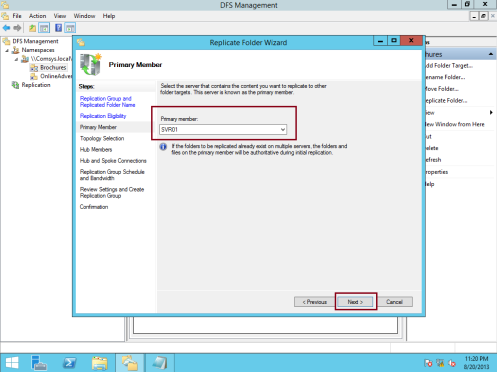 DFS Management
File Action View Window Help
DFS Management
Namespaces
\\Comsys.local\
Brochures
OnlineAdver
Replication
Replicate Folder Wizard
Primary Member
Steps:
Replication Group and
Replicated Folder Name
Replication Eligibility
Primary Member
Topology Selection
Hub Members
Hub and Spoke Connections
Replication Group Schedule
and Bandwidth
Review Settings and Create
Replication Group
Confirmation
Select the server that contains the content you want to replicate to other
folder targets. This server is known as the primary member.
Primary member:
SVR01
If the folders to be replicated already exist on multiple servers, the folders and
files on the primary member will be authoritative during initial replication.
< Previous
Next >
Cancel
hures
dd Folder Target...
ename Folder...
ove Folder...
eplicate Folder...
iew
ew Window from Here
ut
elete
efresh
roperties
elp
11:20 PM
8/20/2013